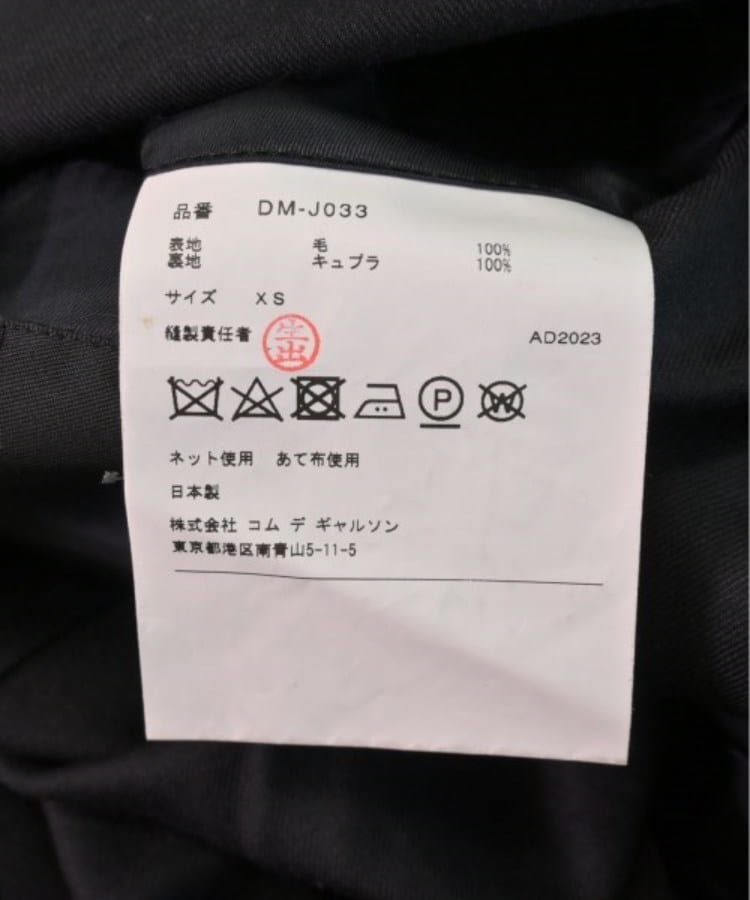 品番 DM-J033
表地 毛 100%
裏地 キュプラ 100%
サイズ XS
縫製責任者 生出 AD2023
P W
ネット使用 あて布使用
日本製
株式会社 コム デ ギャルソン
東京都港区南青山5-11-5